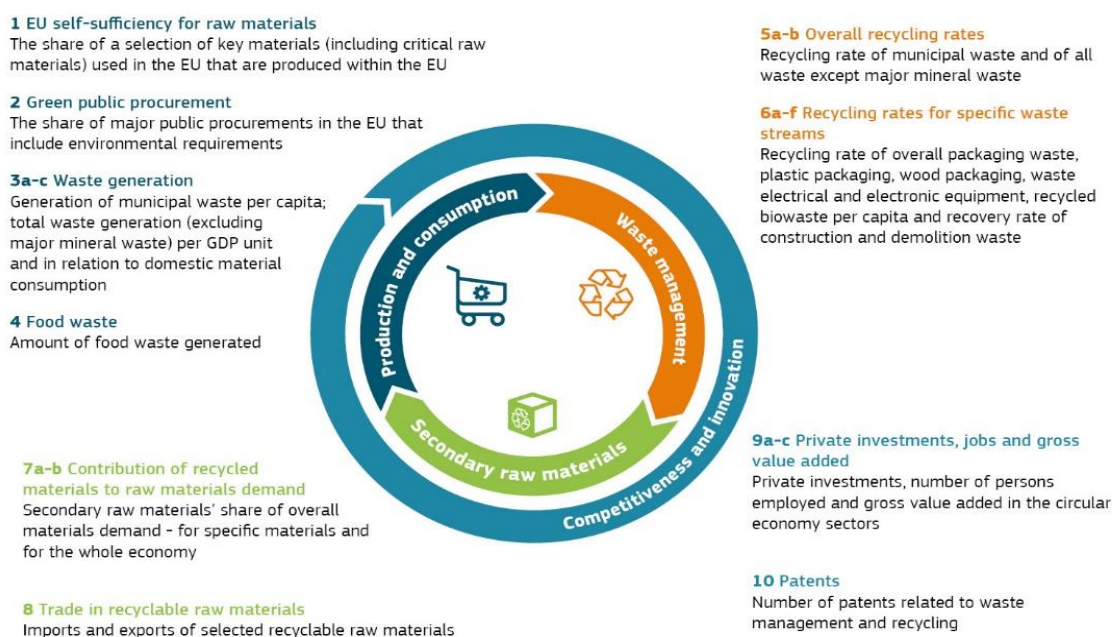 1 EU self-sufficiency for raw materials
The share of a selection of key materials (including critical raw
materials) used in the EU that are produced within the EU
2 Green public procurement
The share of major public procurements in the EU that
include environmental requirements
3a-c Waste generation
Generation of municipal waste per capita;
total waste generation (excluding
major mineral waste) per GDP unit
and in relation to domestic material
consumption
4 Food waste
Amount of food waste generated
5a-b Overall recycling rates
Recycling rate of municipal waste and of all
waste except major mineral waste
6a-f Recycling rates for specific waste
streams
Recycling rate of overall packaging waste,
plastic packaging, wood packaging, waste
electrical and electronic equipment, recycled
biowaste per capita and recovery rate of
construction and demolition waste
Production and consumption
Waste management
Secondary raw materials
Competitiveness and innovation
7a-b Contribution of recycled
materials to raw materials demand
Secondary raw materials' share of overall
materials demand - for specific materials and
for the whole economy
8 Trade in recyclable raw materials
Imports and exports of selected recyclable raw materials
9a-c Private investments, jobs and gross
value added
Private investments, number of persons
employed and gross value added in the circular
economy sectors
10 Patents
Number of patents related to waste
management and recycling